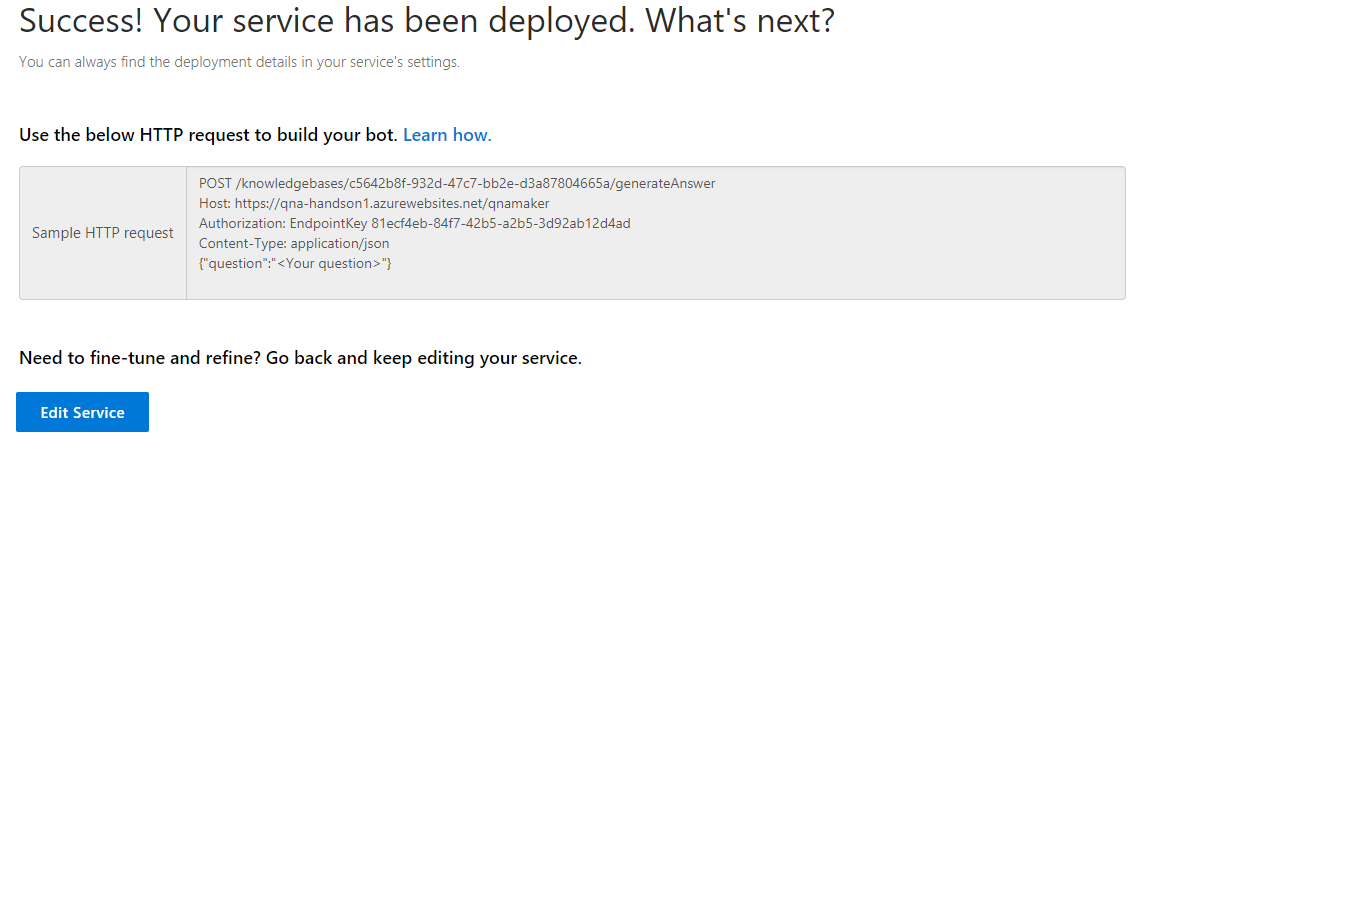 Success! Your service has been deployed. What's next?
You can always find the deployment details in your service's settings.
Use the below HTTP request to build your bot. Learn how.
Sample HTTP request
POST /knowledgebases/c5642b8f-932d-47c7-bb2e-d3a87804665a/generateAnswer
Host: https://qna-handson1.azurewebsites.net/qnamaker
Authorization: EndpointKey 81ecf4eb-84f7-42b5-a2b5-3d92ab12d4ad
Content-Type: application/json
{"question":"<Your question>"}
Need to fine-tune and refine? Go back and keep editing your service.
Edit Service